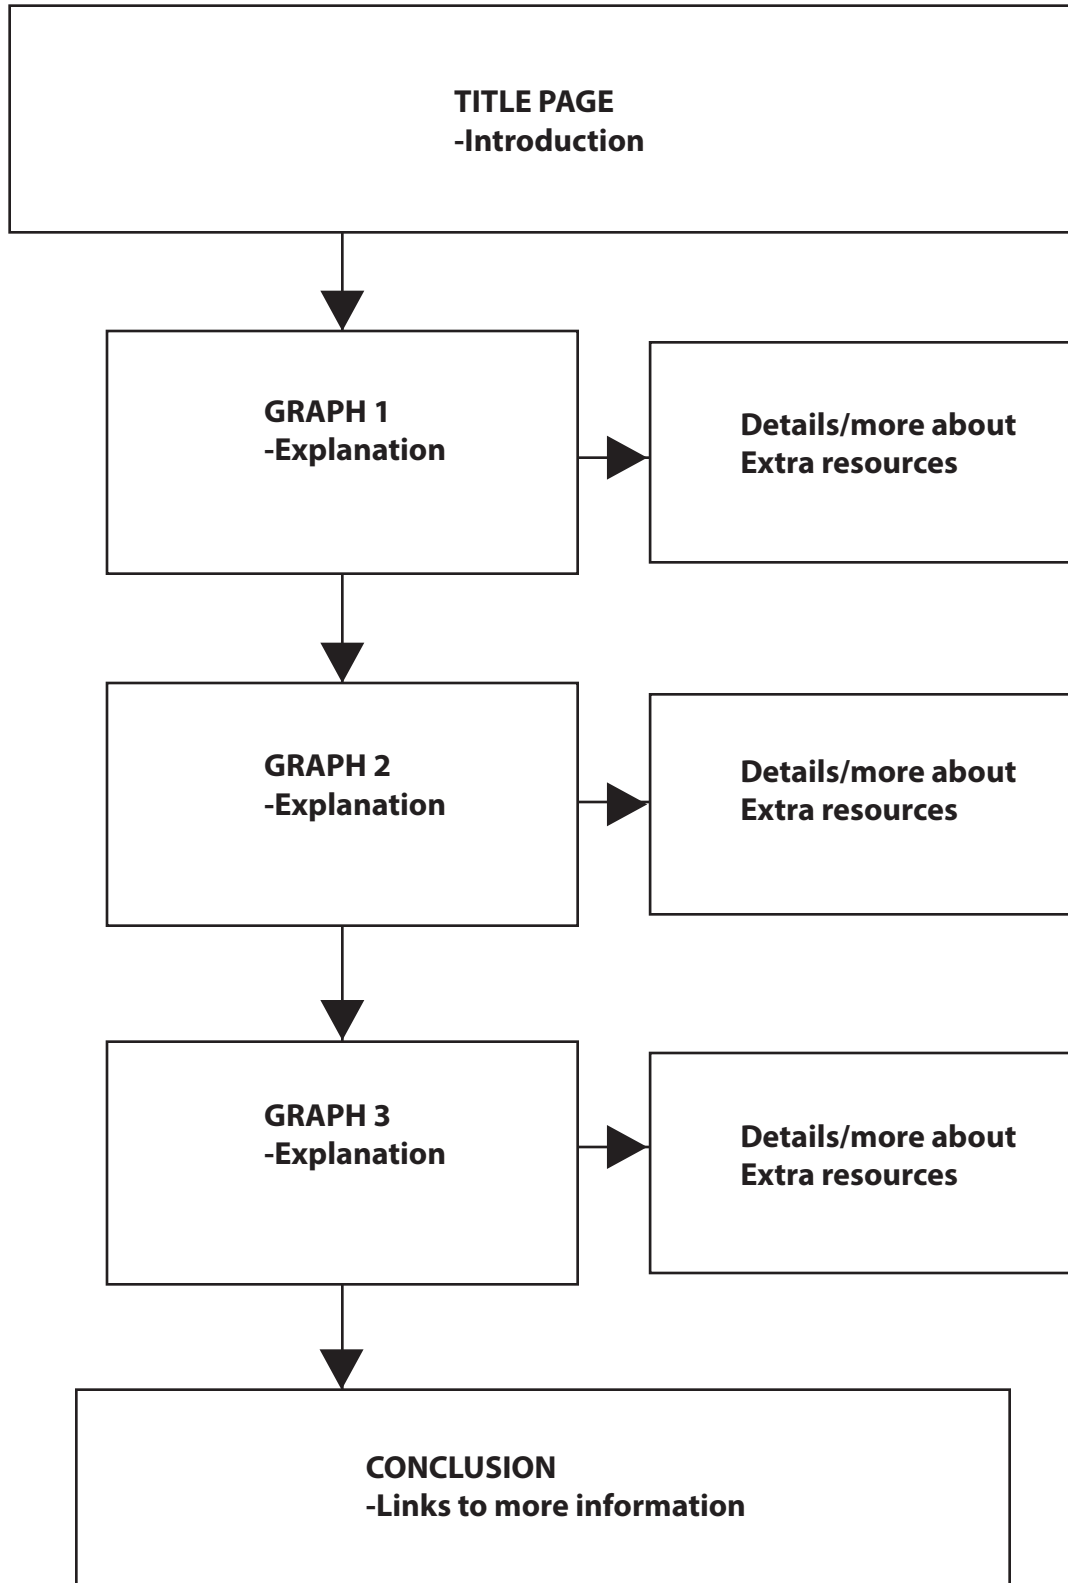 TITLE PAGE
-Introduction
GRAPH 1
-Explanation
Details/more about
Extra resources
GRAPH 2
-Explanation
Details/more about
Extra resources
GRAPH 3
-Explanation
Details/more about
Extra resources
CONCLUSION
-Links to more information